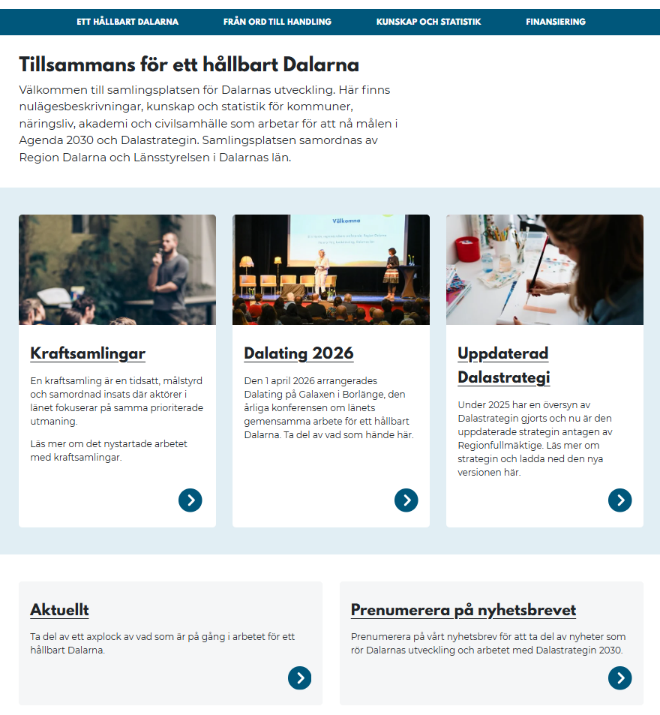 ETT HÅLLBART DALARNA FRÅN ORD TILL HANDLING KUNSKAP OCH STATISTIK FINANSIERING
Tillsammans för ett hållbart Dalarna
Välkommen till samlingsplatsen för Dalarnas utveckling. Här finns
nulägesbeskrivningar, kunskap och statistik för kommuner,
näringsliv, akademi och civilsamhälle som arbetar för att nå målen i
Agenda 2030 och Dalastrategin. Samlingsplatsen samordnas av
Region Dalarna och Länsstyrelsen i Dalarnas län.
Välkomna
Kraftsamlingar
En kraftsamling är en tidsatt, målstyrd
och samordnad insats där aktörer i
länet fokuserar på samma prioriterade
utmaning.
Läs mer om det nystartade arbetet
med kraftsamlingar.
Dalating 2026
Den 1 april 2026 arrangerades
Dalating på Galaxen i Borlänge, den
årliga konferensen om länets
gemensamma arbete för ett hållbart
Dalarna. Ta del av vad som hände här.
Uppdaterad
Dalastrategi
Under 2025 har en översyn av
Dalastrategin gjorts och nu är den
uppdaterade strategin antagen av
Regionfullmäktige. Läs mer om
strategin och ladda ned den nya
versionen här.
Aktuellt
Ta del av ett axplock av vad som är på gång i arbetet för ett
hållbart Dalarna.
Prenumerera på nyhetsbrevet
Prenumerera på vårt nyhetsbrev för att ta del av nyheter som
rör Dalarnas utveckling och arbetet med Dalastrategin 2030.